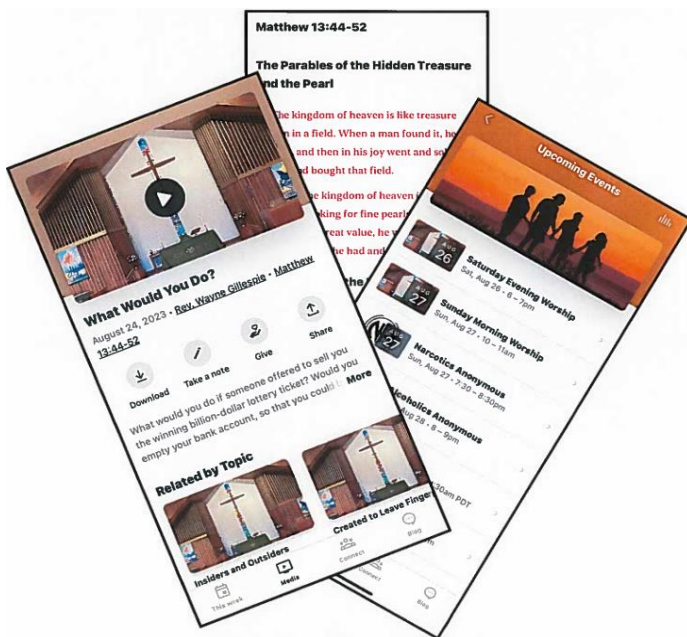 Matthew 13:44-52
The Parables of the Hidden Treasure
and the Pearl
The kingdom of heaven is like treasure
in a field. When a man found it, he
and then in his joy went and
bought that field.
kingdom of heaven
king for fine pearls
reat value, he
he had and
the
What Would You Do?
August 24, 2023 • Rev. Wayne Gillespie • Matthew
13:44-52
Download
Take a note
Give
Share
What would you do if someone offered to sell you
the winning billion-dollar lottery ticket? Would you
empty your bank account, so that you could
More
Related by Topic
Insiders and Outsiders
Created to Leave Finger
This week
Media
Connect
Blog
Upcoming Events
AUG
26
Saturday Evening Worship
Sat, Aug 26 • 6 – 7pm
AUG
27
Sunday Morning Worship
Sun, Aug 27 • 10 – 11am
27
Narcotics Anonymous
Sun, Aug 27 • 7:30 – 8:30pm
lcoholics Anonymous
Aug 28 • 8 – 9pm
30am PDT
Connect
Blog